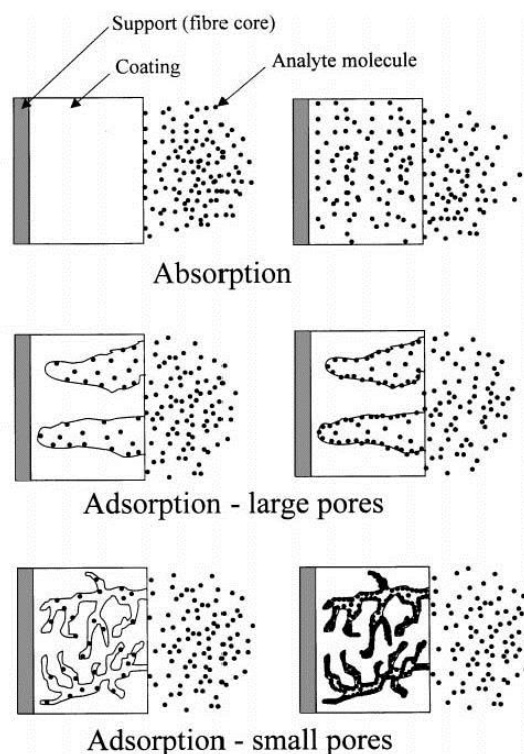 Support (fibre core)
Coating
Analyte molecule
Absorption
Adsorption - large pores
Adsorption - small pores